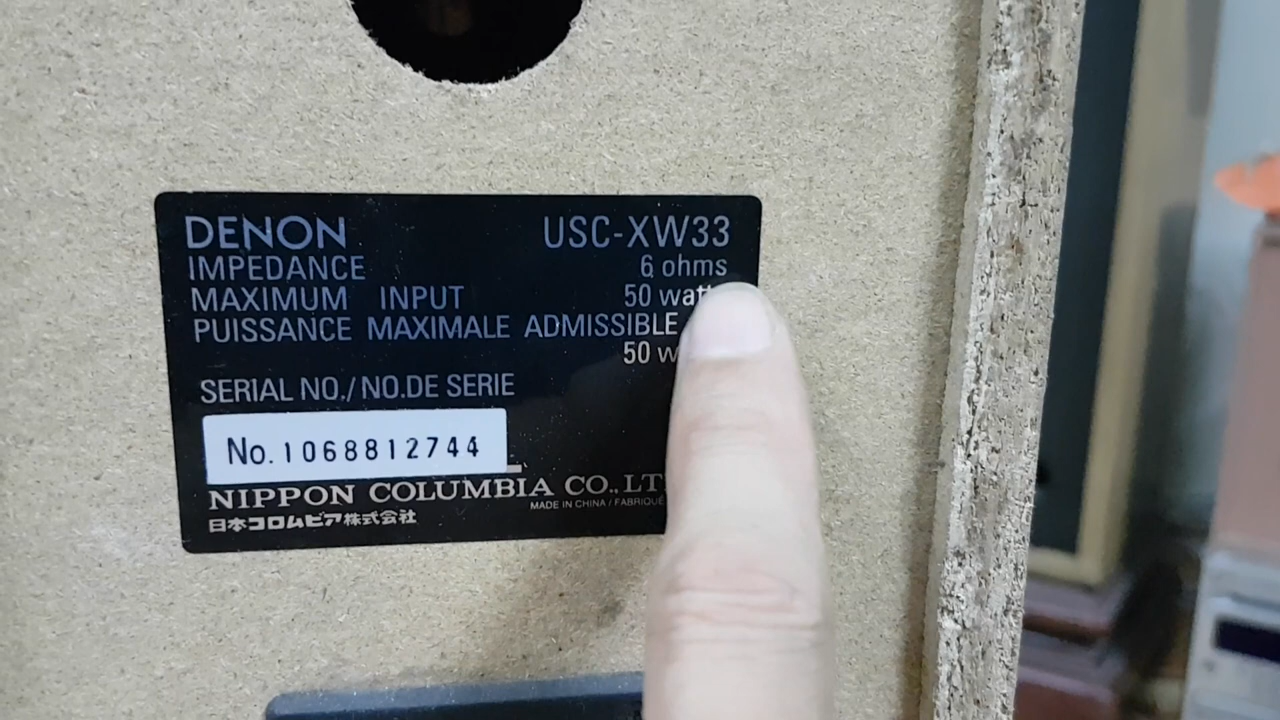 DENON USC-XW33
IMPEDANCE 6 ohms
MAXIMUM INPUT 50
PUISSANCE MAXIMALE ADMISSIBLE
50
SERIAL NO./NO.DE SERIE
No.1068812744
NIPPON COLUMBIA CO.,
MADE IN CHINA / FABRIQUÉ
日本コロムビア株式会社